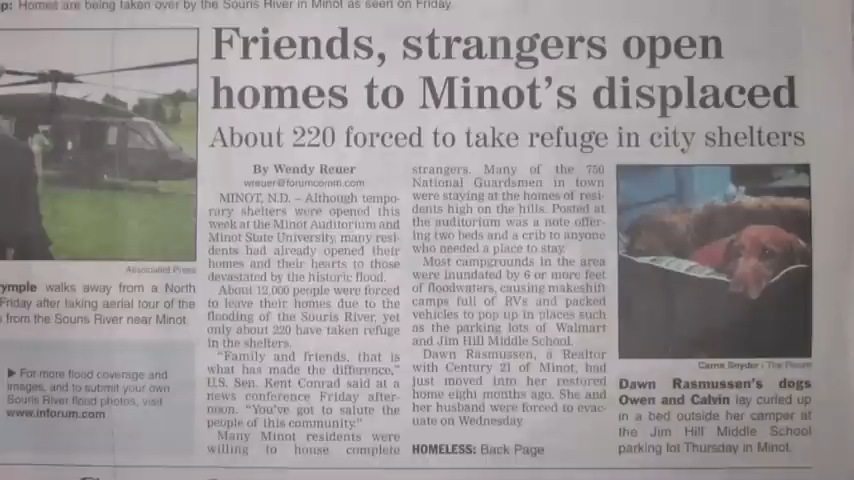 p: Homes are being taken over by the Souris River in Minot as seen on Friday.
Friends, strangers open
homes to Minot's displaced
About 220 forced to take refuge in city shelters
Associated Press
ymple walks away from a North
Friday after taking aerial tour of the
from the Souris River near Minot.
▶ For more flood coverage and
images, and to submit your own
Souris River flood photos, visit
www.inforum.com
By Wendy Reuer
wreuer@forumcomm.com
MINOT, N.D. – Although tempo-
rary shelters were opened this
week at the Minot Auditorium and
Minot State University, many resi-
dents had already opened their
homes and their hearts to those
devastated by the historic flood.
About 12,000 people were forced
to leave their homes due to the
flooding of the Souris River, yet
only about 220 have taken refuge
in the shelters.
"Family and friends, that is
what has made the difference,"
U.S. Sen. Kent Conrad said at a
news conference Friday after-
noon. "You've got to salute the
people of this community."
Many Minot residents were
willing to house complete
strangers. Many of the 750
National Guardsmen in town
were staying at the homes of resi-
dents high on the hills. Posted at
the auditorium was a note offer-
ing two beds and a crib to anyone
who needed a place to stay.
Most campgrounds in the area
were inundated by 6 or more feet
of floodwaters, causing makeshift
camps full of RVs and packed
vehicles to pop up in places such
as the parking lots of Walmart
and Jim Hill Middle School.
Dawn Rasmussen, a Realtor
with Century 21 of Minot, had
just moved into her restored
home eight months ago. She and
her husband were forced to evac-
uate on Wednesday.
HOMELESS: Back Page
Carrie Snyder / The Forum
Dawn Rasmussen's dogs
Owen and Calvin lay curled up
in a bed outside her camper at
the Jim Hill Middle School
parking lot Thursday in Minot.